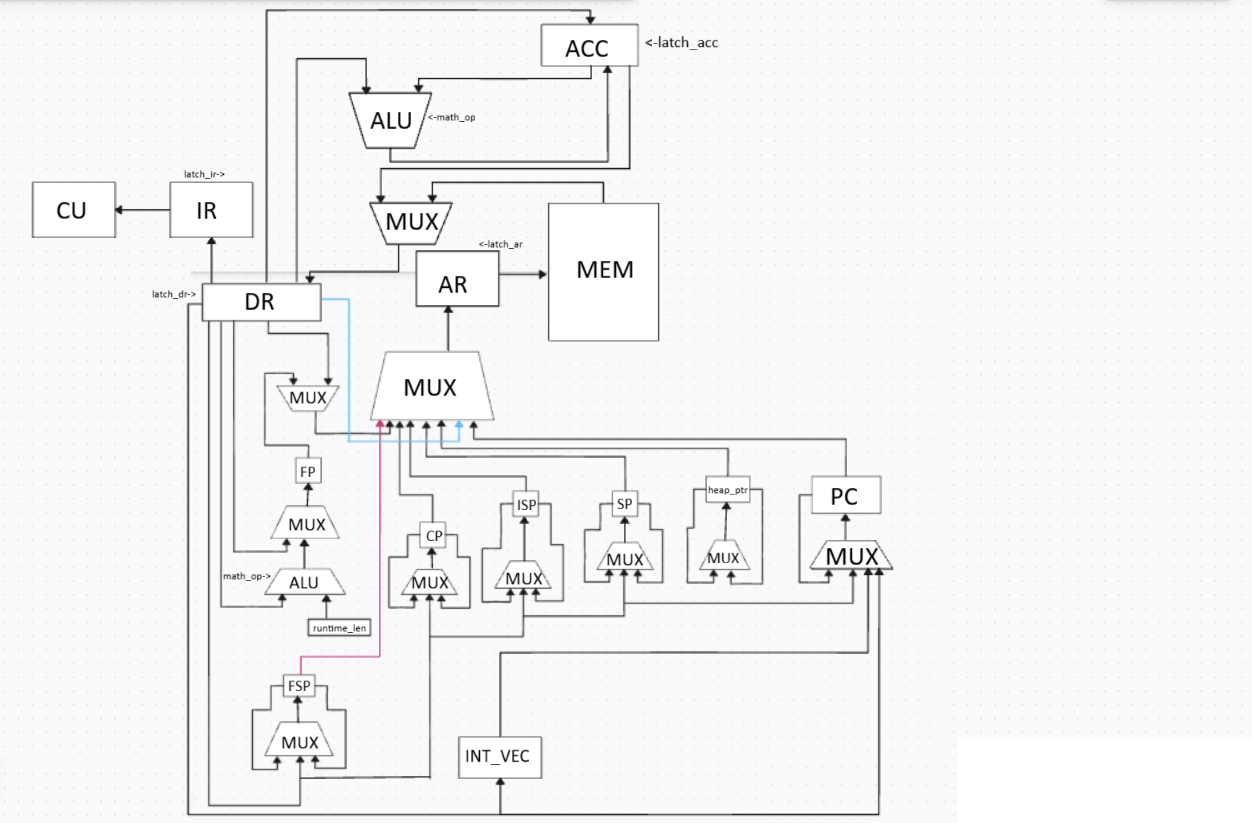 ACC
<-latch_acc
ALU
<-math_op
latch_ir->
CU
IR
MUX
<-latch_ar
MEM
AR
latch_dr->
DR
MUX
MUX
FP
heap_ptr
PC
ISP
SP
MUX
CP
MUX
MUX
MUX
math_op->
ALU
MUX
MUX
runtime_len
FSP
MUX
INT_VEC